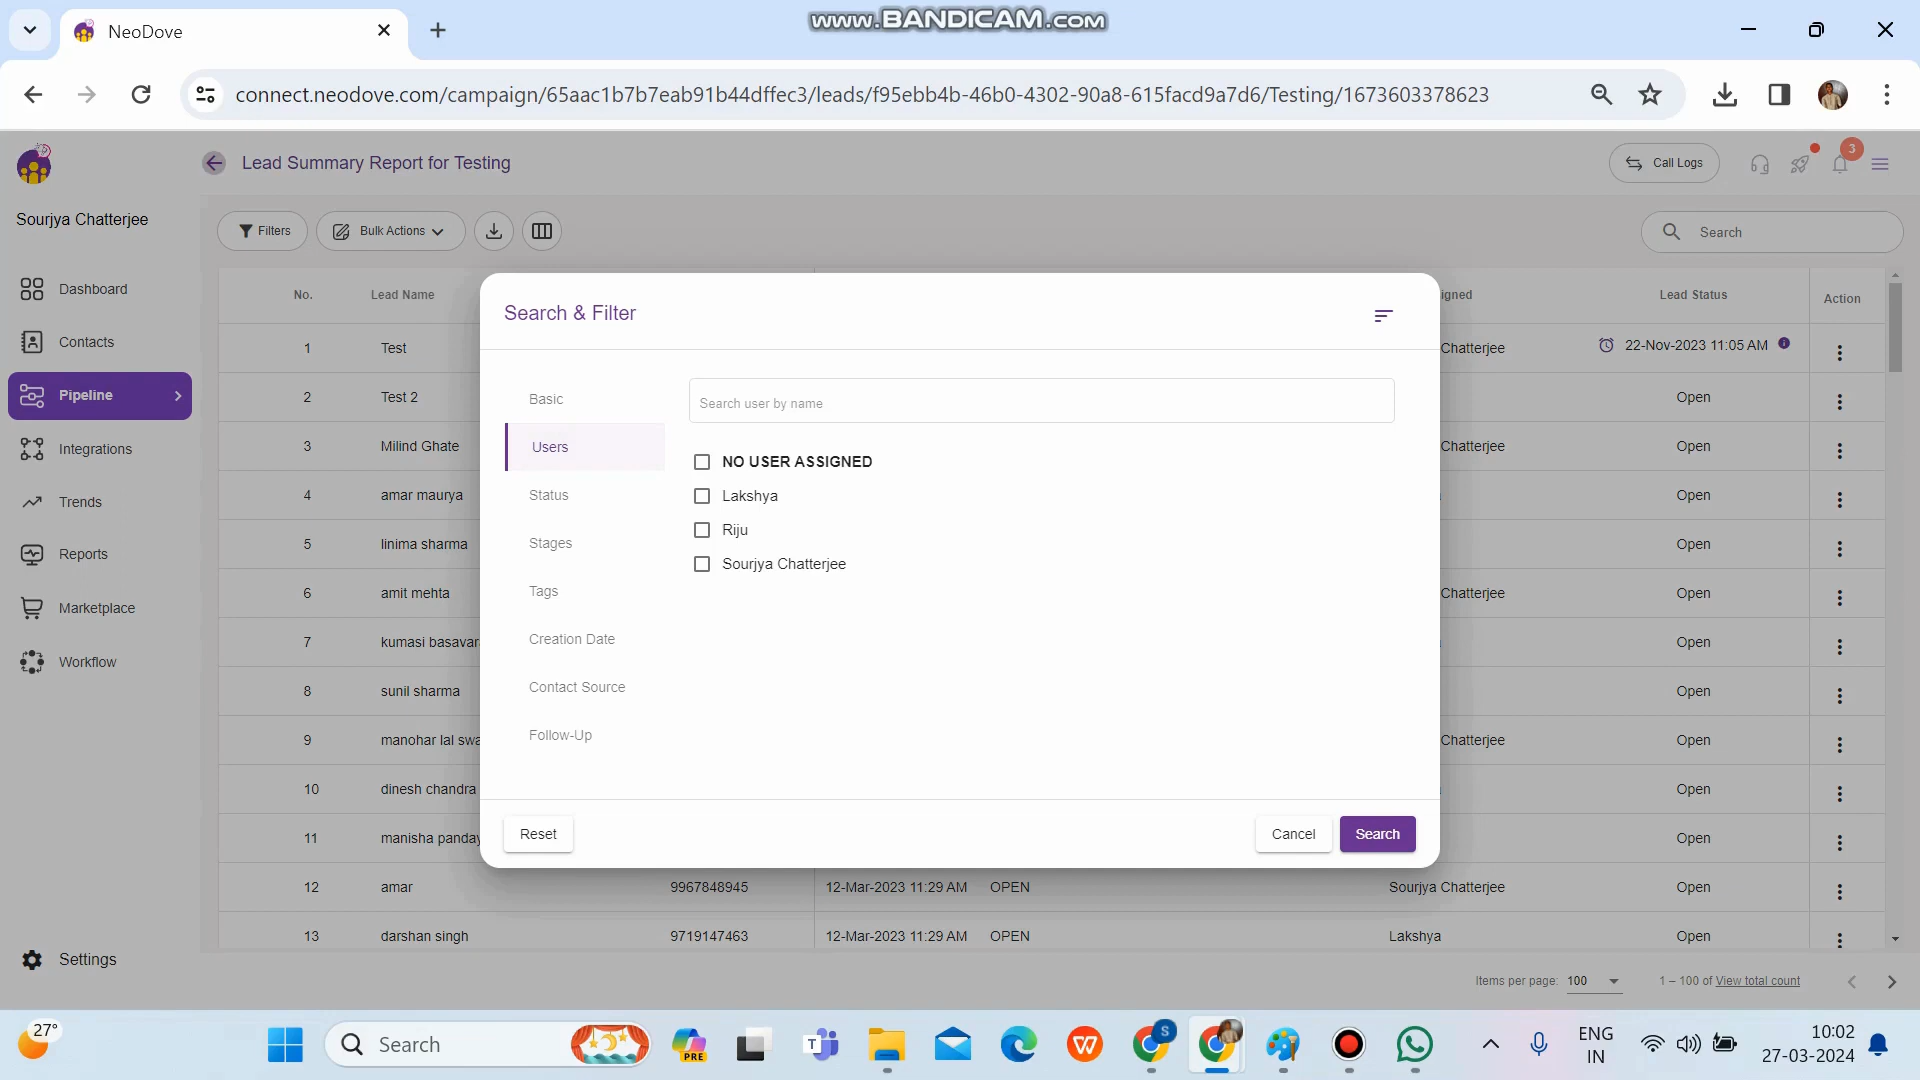 NeoDove
www.BANDICAM.COM
connect.neodove.com/campaign/65aac1b7b7eab91b44dffec3/leads/f95ebb4b-46b0-4302-90a8-615facd9a7d6/Testing/1673603378623
Lead Summary Report for Testing
Call Logs
3
Sourjya Chatterjee
Filters
Bulk Actions
Search
Dashboard
Contacts
Pipeline
Integrations
Trends
Reports
Marketplace
Workflow
Settings
No. Lead Name igned Lead Status Action
1 Test Chatterjee 22-Nov-2023 11:05 AM
2 Test 2 Open
3 Milind Ghate Chatterjee Open
4 amar maurya Open
5 linima sharma Open
6 amit mehta Chatterjee Open
7 kumasi basavar Open
8 sunil sharma Open
9 manohar lal swa Chatterjee Open
10 dinesh chandra Open
11 manisha panday Open
12 amar 9967848945 12-Mar-2023 11:29 AM OPEN Sourjya Chatterjee Open
13 darshan singh 9719147463 12-Mar-2023 11:29 AM OPEN Lakshya Open
Search & Filter
Basic
Users
Status
Stages
Tags
Creation Date
Contact Source
Follow-Up
Search user by name
NO USER ASSIGNED
Lakshya
Riju
Sourjya Chatterjee
Reset
Cancel
Search
Items per page: 100
1 – 100 of View total count
27°
Search
PRE
T
W
S
ENG
IN
10:02
27-03-2024